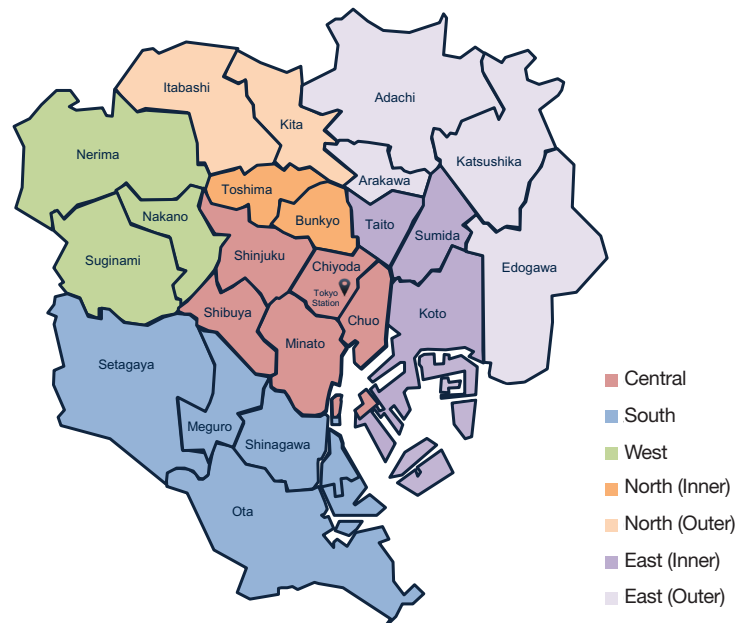 Itabashi
Adachi
Kita
Nerima
Katsushika
Arakawa
Toshima
Nakano
Bunkyo
Taito
Sumida
Shinjuku
Suginami
Chiyoda
Edogawa
Tokyo
Station
Shibuya
Koto
Chuo
Minato
Setagaya
Meguro
Shinagawa
Ota
Central
South
West
North (Inner)
North (Outer)
East (Inner)
East (Outer)